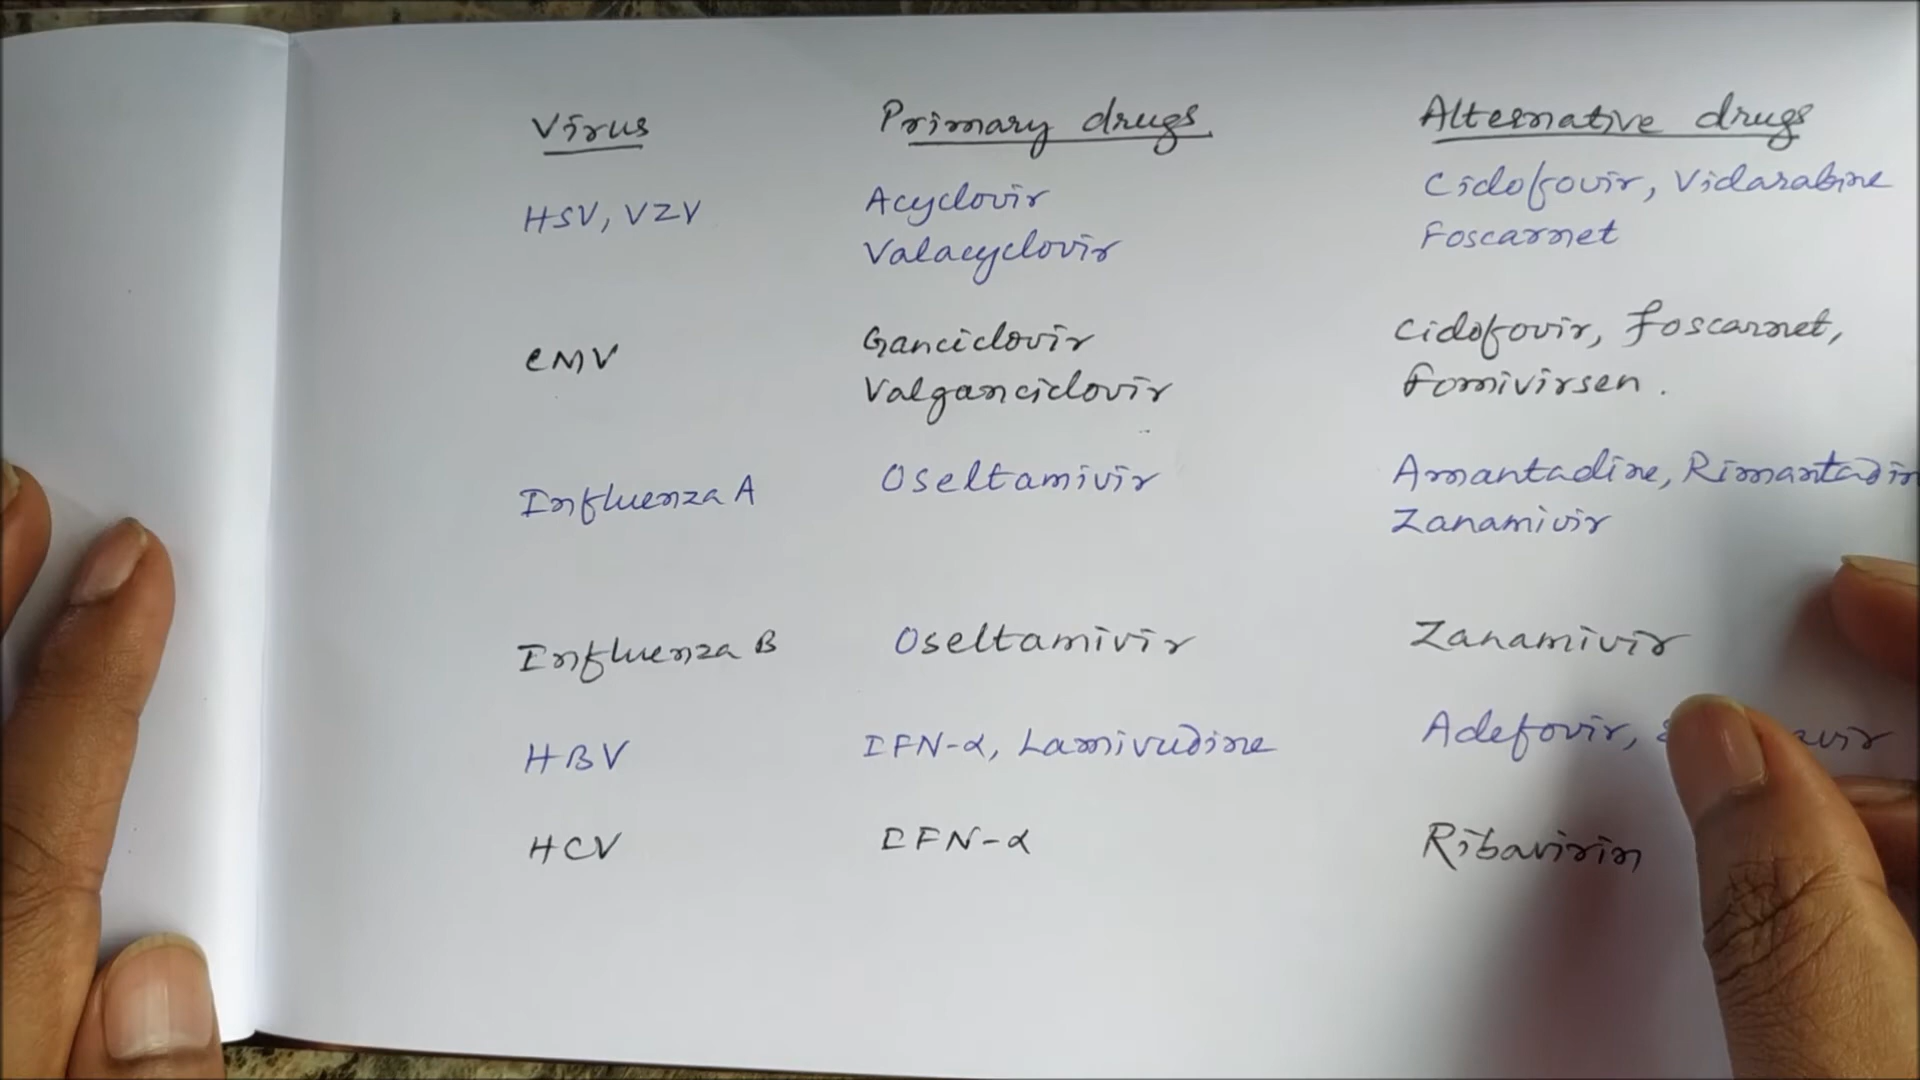 Virus Primary drugs Alternative drugs
HSV, VZV Acyclovir Cidofovir, Vidarabine
Valacyclovir Foscarnet
CMV Ganciclovir Cidofovir, Foscarnet,
Valganciclovir Fomivirsen.
Influenza A Oseltamivir Amantadine,
Zanamivir
Influenza B Oseltamivir Zanamivir
HBV IFN-α, Lamivudine Adefovir,
HCV IFN-α Ribavirin